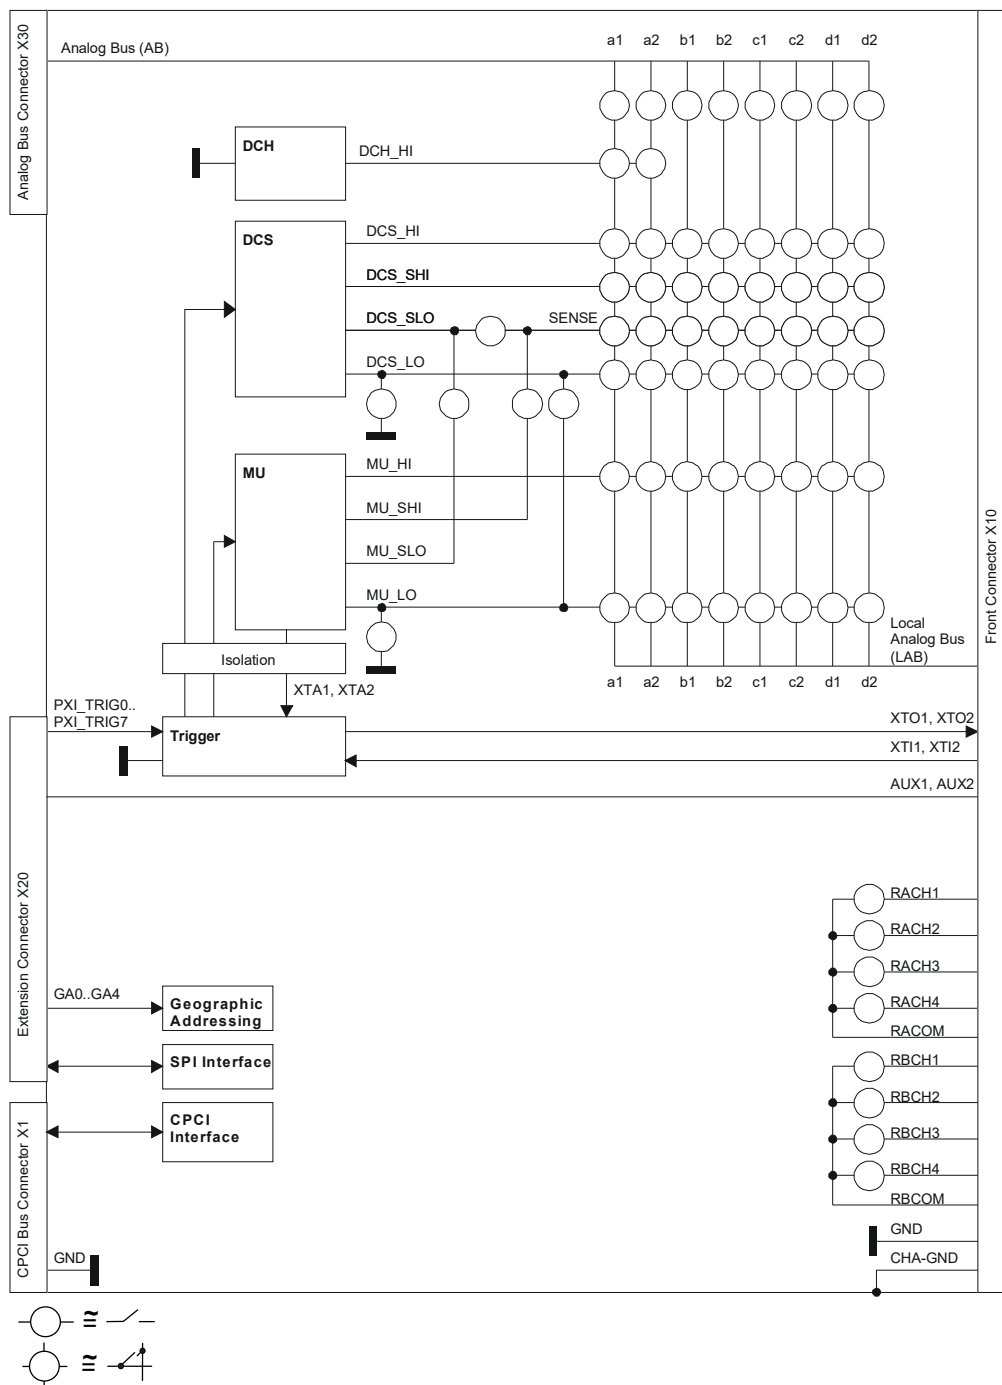 Analog Bus Connector X30
Analog Bus (AB)
a1 a2 b1 b2 c1 c2 d1 d2
DCH
DCH_HI
DCS
DCS_HI
DCS_SHI
DCS_SLO
SENSE
DCS_LO
MU
MU_HI
MU_SHI
MU_SLO
MU_LO
Isolation
XTA1, XTA2
Local
Analog Bus
(LAB)
a1 a2 b1 b2 c1 c2 d1 d2
Front Connector X10
PXI_TRIG0..
PXI_TRIG7
Trigger
XTO1, XTO2
XTI1, XTI2
AUX1, AUX2
Extension Connector X20
RACH1
RACH2
RACH3
RACH4
RACOM
GA0..GA4
Geographic
Addressing
SPI Interface
RBCH1
RBCH2
RBCH3
RBCH4
RBCOM
CPCI Bus Connector X1
CPCI
Interface
GND
GND
CHA-GND
≅
≅